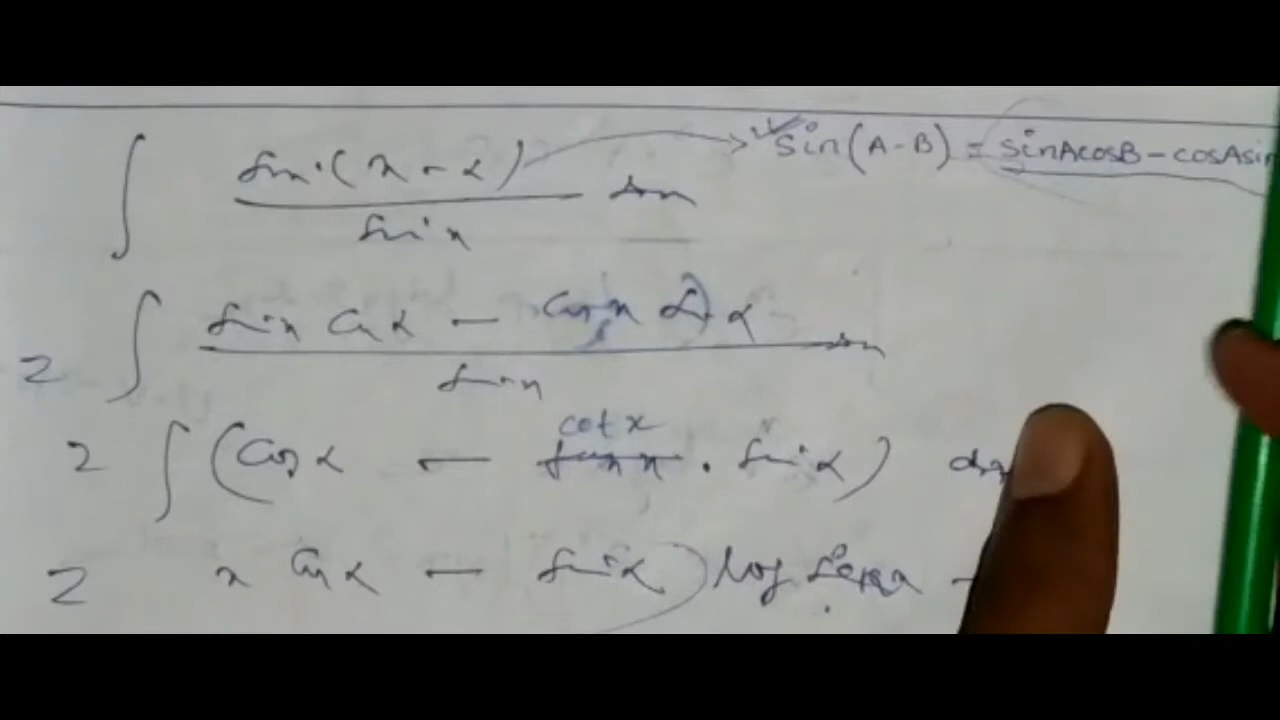 ∫ sin(x-α) / sin x dx → sin(A-B) = sinAcosB - cosAsin
= ∫ sin x cos α - cos x sin α / sin x dx
cot x
= ∫ (cos α - . sin α) dx
= x cos α - sin α log